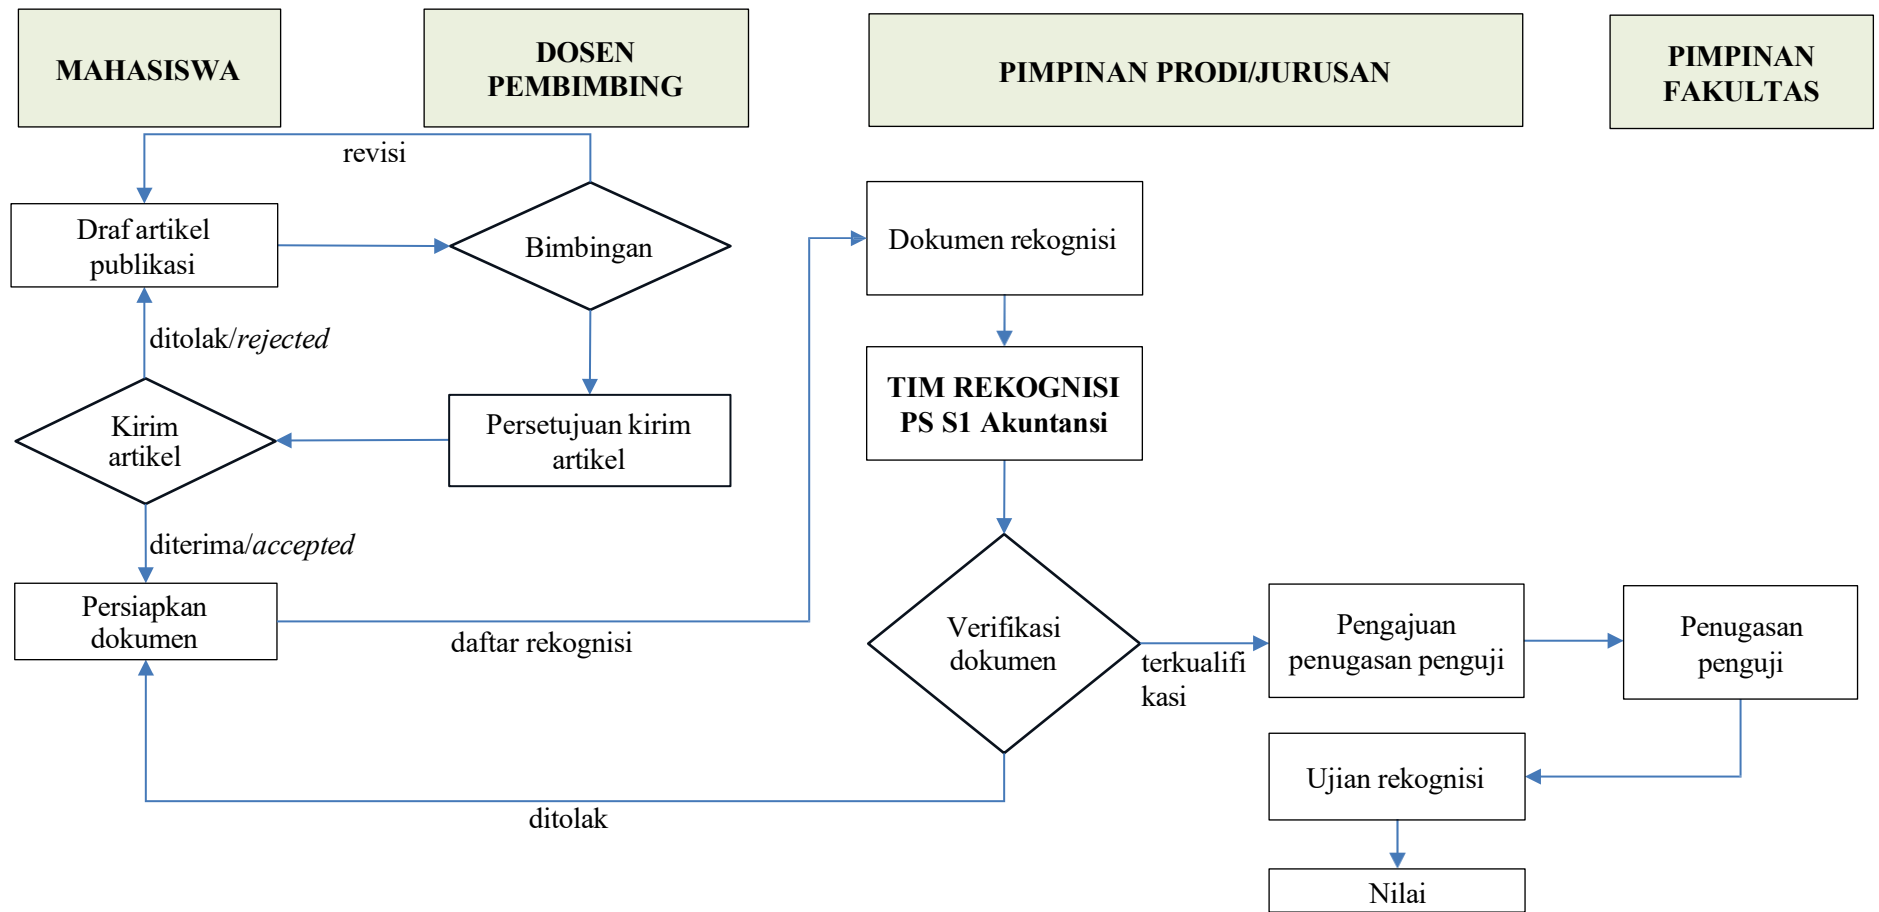 MAHASISWA
DOSEN
PEMBIMBING
PIMPINAN PRODI/JURUSAN
PIMPINAN
FAKULTAS
revisi
Draf artikel
publikasi
Bimbingan
Dokumen rekognisi
ditolak/rejected
TIM REKOGNISI
PS S1 Akuntansi
Kirim
artikel
Persetujuan kirim
artikel
diterima/accepted
Persiapkan
dokumen
daftar rekognisi
Verifikasi
dokumen
terkualifi
kasi
Pengajuan
penugasan penguji
Penugasan
penguji
Ujian rekognisi
ditolak
Nilai